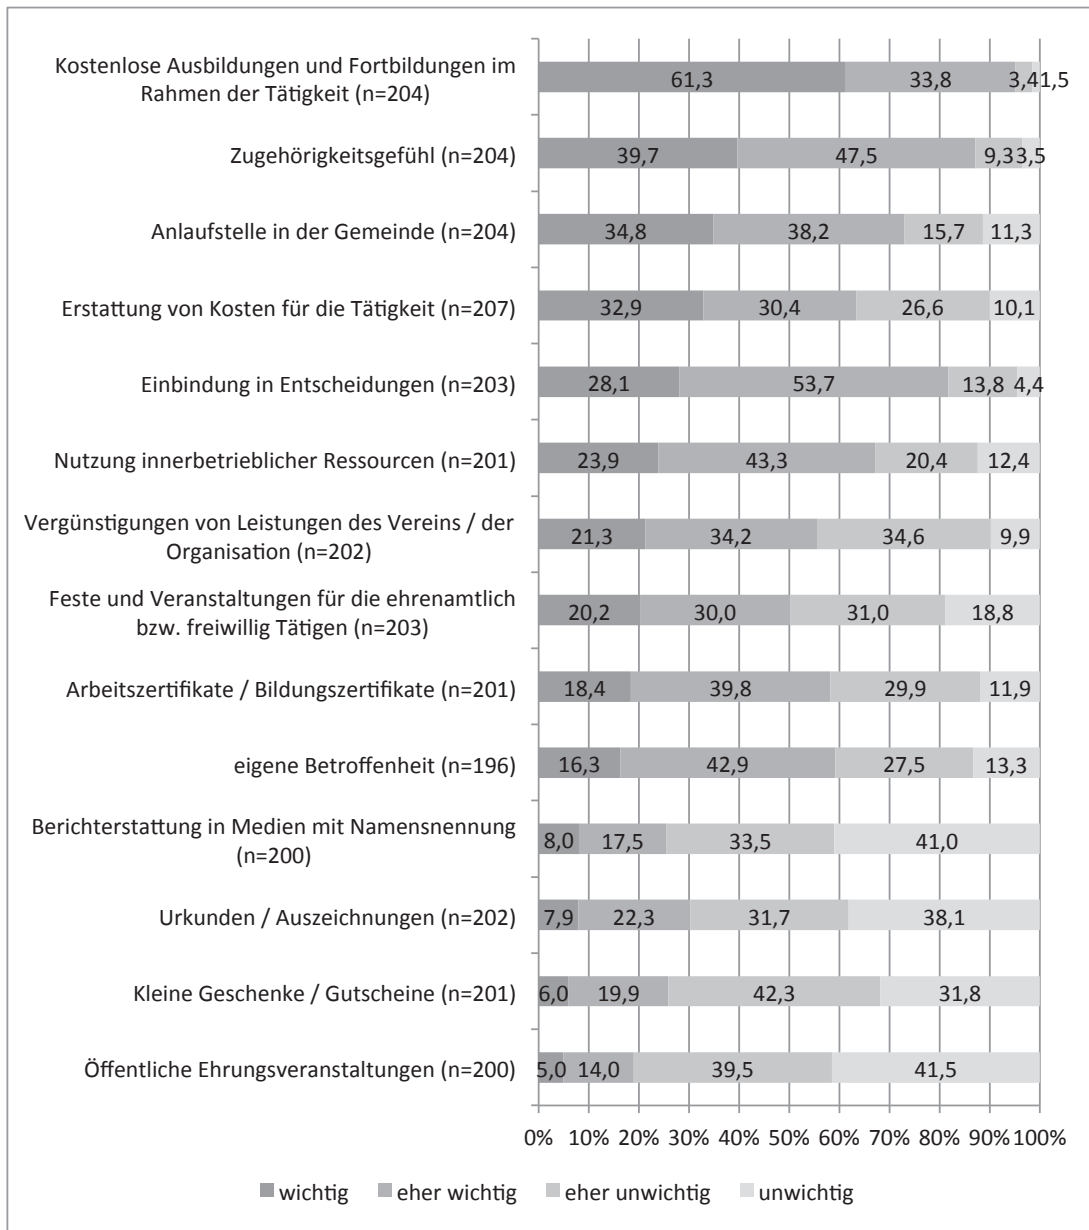 Kostenlose Ausbildungen und Fortbildungen im
Rahmen der Tätigkeit (n=204)
61,3 33,8 3,4 1,5
Zugehörigkeitsgefühl (n=204)
39,7 47,5 9,3 3,5
Anlaufstelle in der Gemeinde (n=204)
34,8 38,2 15,7 11,3
Erstattung von Kosten für die Tätigkeit (n=207)
32,9 30,4 26,6 10,1
Einbindung in Entscheidungen (n=203)
28,1 53,7 13,8 4,4
Nutzung innerbetrieblicher Ressourcen (n=201)
23,9 43,3 20,4 12,4
Vergünstigungen von Leistungen des Vereins / der
Organisation (n=202)
21,3 34,2 34,6 9,9
Feste und Veranstaltungen für die ehrenamtlich
bzw. freiwillig Tätigen (n=203)
20,2 30,0 31,0 18,8
Arbeitszertifikate / Bildungszertifikate (n=201)
18,4 39,8 29,9 11,9
eigene Betroffenheit (n=196)
16,3 42,9 27,5 13,3
Berichterstattung in Medien mit Namensnennung
(n=200)
8,0 17,5 33,5 41,0
Urkunden / Auszeichnungen (n=202)
7,9 22,3 31,7 38,1
Kleine Geschenke / Gutscheine (n=201)
6,0 19,9 42,3 31,8
Öffentliche Ehrungsveranstaltungen (n=200)
5,0 14,0 39,5 41,5
0% 10% 20% 30% 40% 50% 60% 70% 80% 90% 100%
wichtig eher wichtig eher unwichtig unwichtig